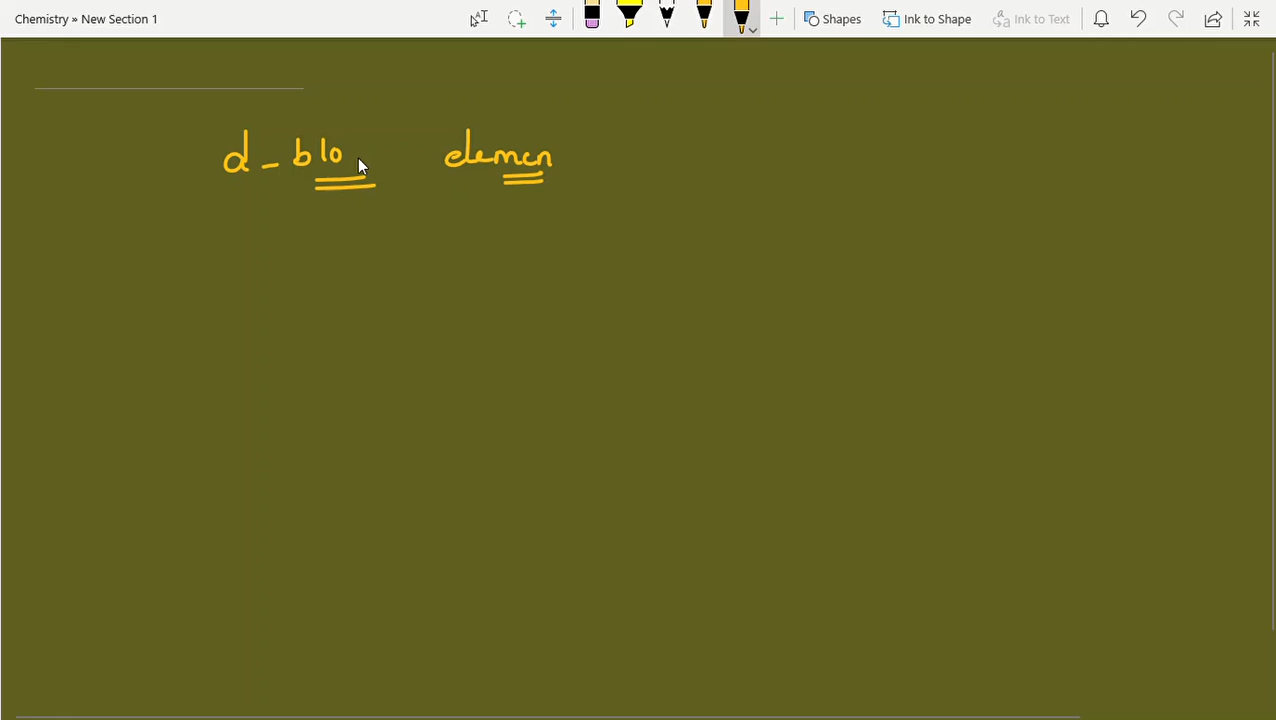 Chemistry » New Section 1 Shapes Ink to Shape Ink to Text
d - blo elemen